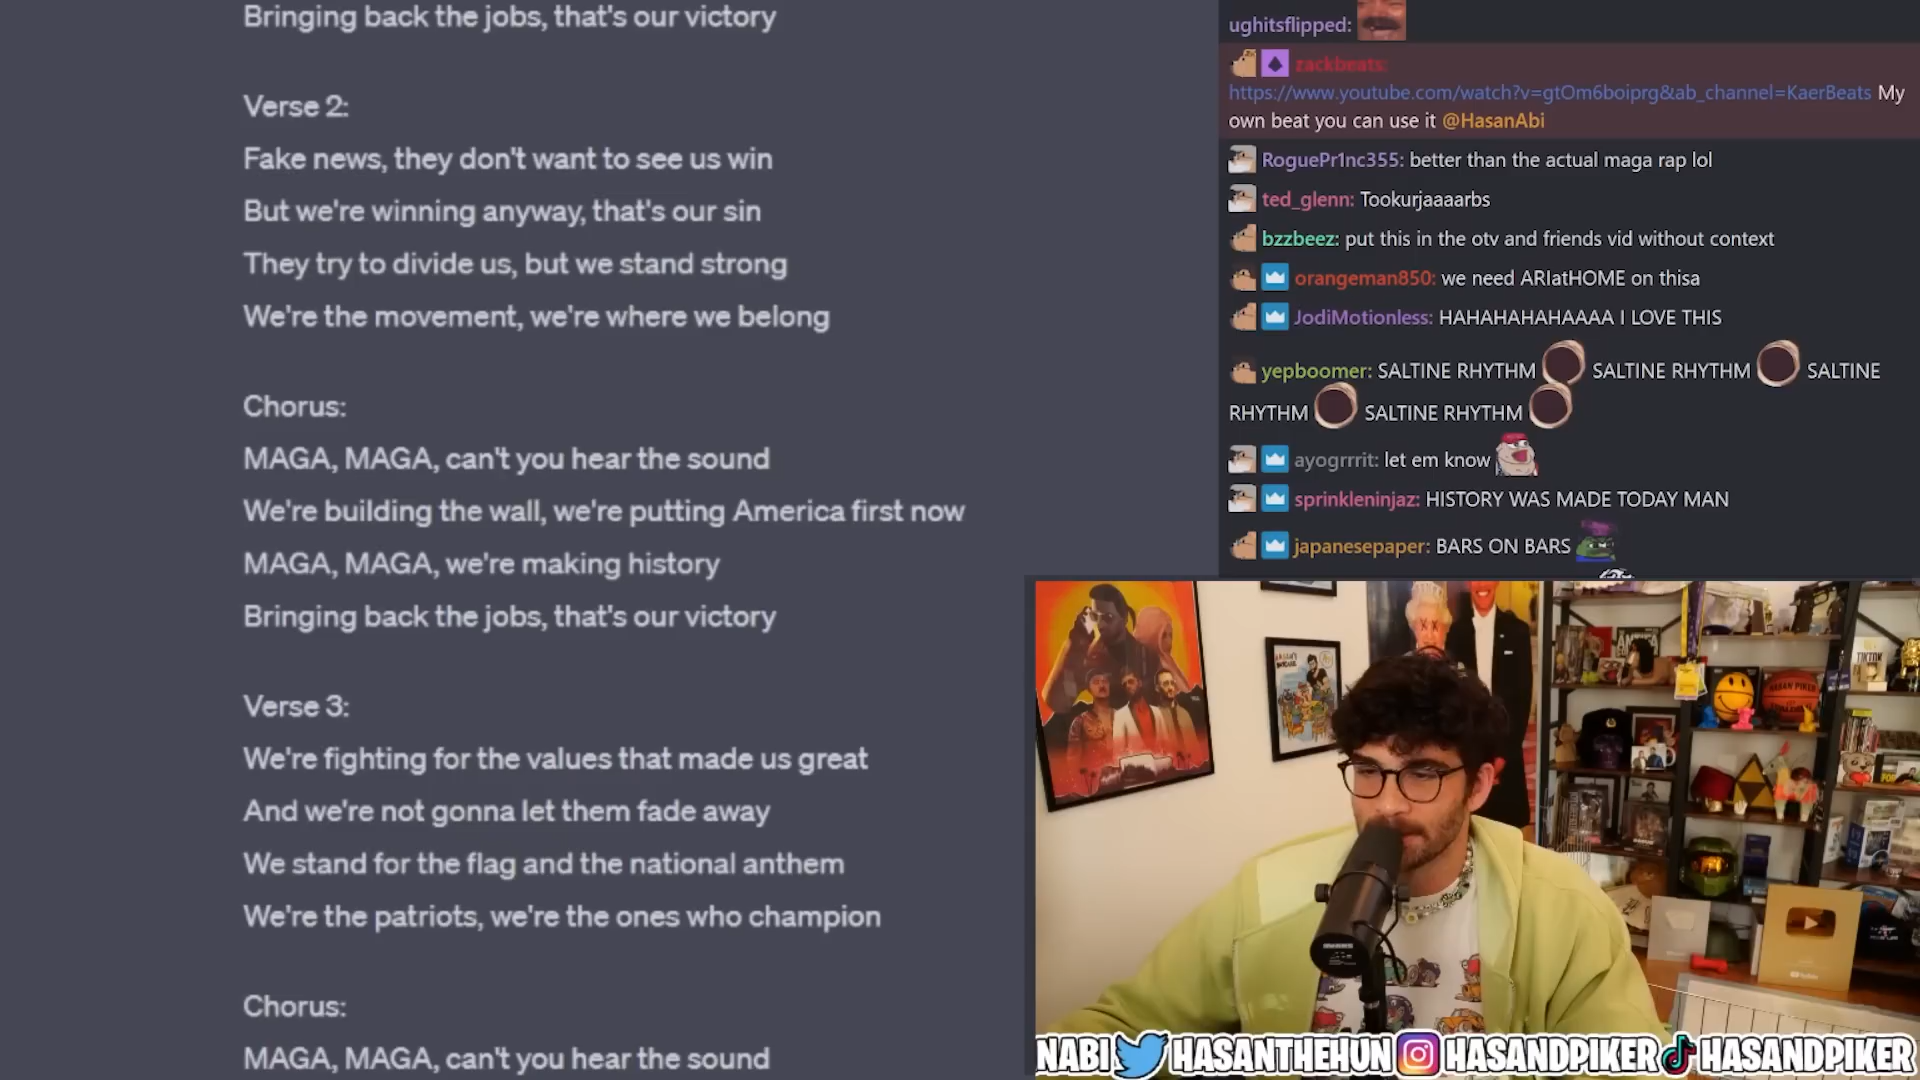 Bringing back the jobs, that's our victory
Verse 2:
Fake news, they don't want to see us win
But we're winning anyway, that's our sin
They try to divide us, but we stand strong
We're the movement, we're where we belong
Chorus:
MAGA, MAGA, can't you hear the sound
We're building the wall, we're putting America first now
MAGA, MAGA, we're making history
Bringing back the jobs, that's our victory
Verse 3:
We're fighting for the values that made us great
And we're not gonna let them fade away
We stand for the flag and the national anthem
We're the patriots, we're the ones who champion
Chorus:
MAGA, MAGA, can't you hear the sound
ughitsflipped:
zackbeats:
https://www.youtube.com/watch?v=gtOm6boiprg&ab_channel=KaerBeats My
own beat you can use it @HasanAbi
RoguePr1nc355: better than the actual maga rap lol
ted_glenn: Tookurjaaaarbs
bzzbeez: put this in the otv and friends vid without context
orangeman850: we need ARIatHOME on thisa
JodiMotionless: HAHAHAHAHAAAA I LOVE THIS
yepboomer: SALTINE RHYTHM SALTINE RHYTHM SALTINE
RHYTHM SALTINE RHYTHM
ayogrrrit: let em know
sprinkleninjaz: HISTORY WAS MADE TODAY MAN
japanesepaper: BARS ON BARS
TIKTOK
HASAN PIKER
YouTube
NABI HASANTHEHUN HASANDPIKER HASANDPIKER